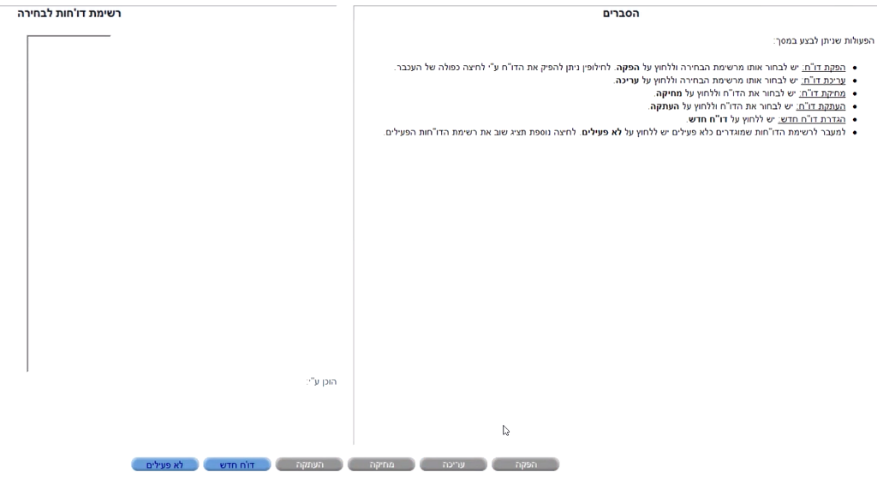 הסברים
הפעולות שניתן לבצע במסך:
הפקת דו"ח: יש לבחור אותו מרשימת הבחירה וללחוץ על הפקה. לחילופין ניתן להפיק את הדו"ח ע"י לחיצה כפולה של העכבר.
עריכת דו"ח: יש לבחור אותו מרשימת הבחירה וללחוץ על עריכה.
מחיקת דו"ח: יש לבחור את הדו"ח וללחוץ על מחיקה.
העתקת דו"ח: יש לבחור את הדו"ח וללחוץ על העתקה.
הגדרת דו"ח חדש: יש ללחוץ על דו"ח חדש.
למעבר לרשימת הדו"חות שמוגדרים כלא פעילים יש ללחוץ על לא פעילים. לחיצה נוספת תציג שוב את רשימת הדו"חות הפעילים.
רשימת דו'חות לבחירה
הוכן ע"י:
הפקה עריכה מחיקה העתקה דו'ח חדש לא פעילים